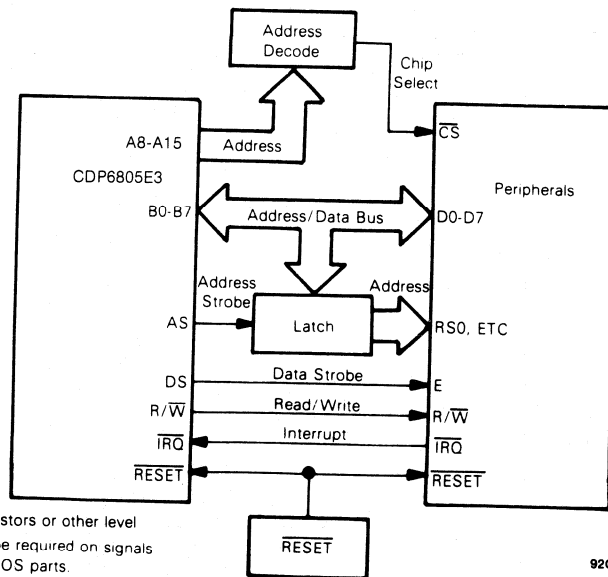 Address
Decode
Chip
Select
A8-A15
Address
CS
CDP6805E3
Peripherals
B0-B7
Address/Data Bus
D0-D7
Address
Strobe
Address
AS
Latch
RS0, ETC
DS
Data Strobe
E
R/W
Read/Write
R/W
IRQ
Interrupt
IRQ
RESET
RESET
RESET
stors or other level
be required on signals
OS parts.
920